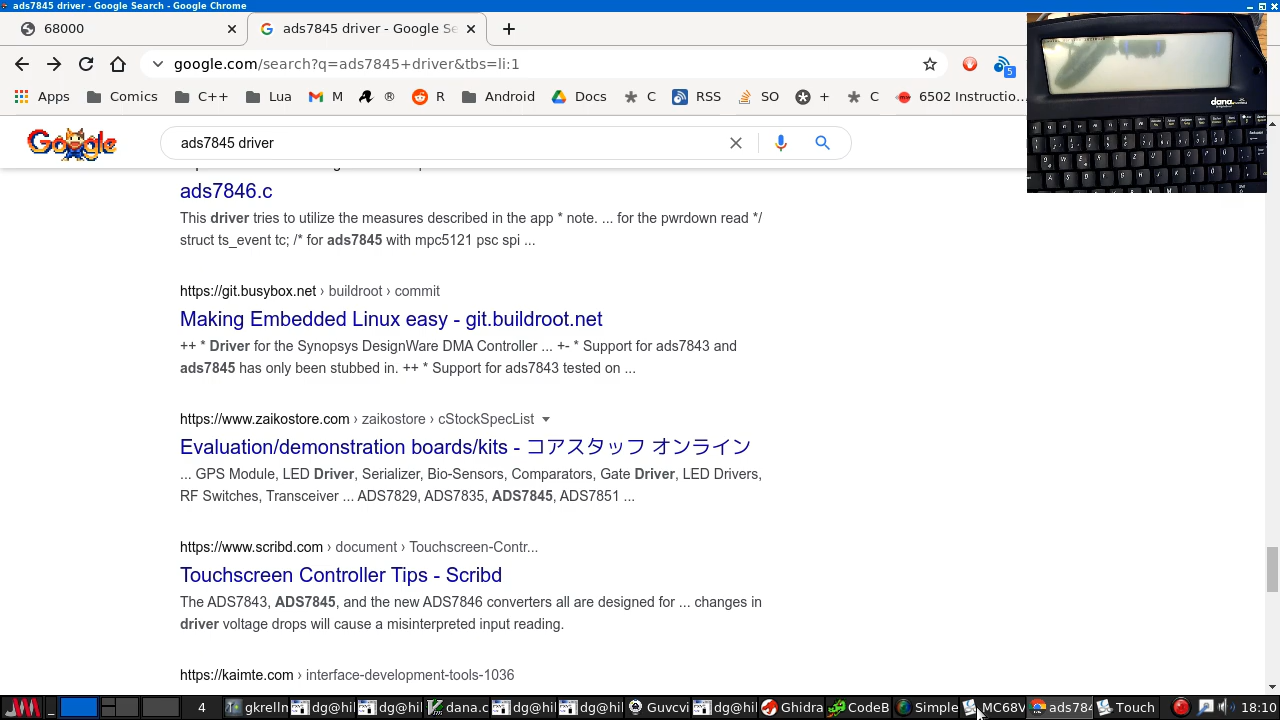 ads7845 driver - Google Search - Google Chrome
68000
ads7845 driver - Google Se
google.com/search?q=ads7845+driver&tbs=li:1
5
Apps Comics C++ Lua M ® R Android Docs C RSS SO + C 6502 Instructio...
Google
ads7845 driver
dana
ads7846.c
This driver tries to utilize the measures described in the app * note. ... for the pwrdown read */
struct ts_event tc; /* for ads7845 with mpc5121 psc spi ...
https://git.busybox.net › buildroot › commit
Making Embedded Linux easy - git.buildroot.net
++ * Driver for the Synopsys DesignWare DMA Controller ... +- * Support for ads7843 and
ads7845 has only been stubbed in. ++ * Support for ads7843 tested on ...
https://www.zaikostore.com › zaikostore › cStockSpecList
Evaluation/demonstration boards/kits - コアスタッフ オンライン
... GPS Module, LED Driver, Serializer, Bio-Sensors, Comparators, Gate Driver, LED Drivers,
RF Switches, Transceiver ... ADS7829, ADS7835, ADS7845, ADS7851 ...
https://www.scribd.com › document › Touchscreen-Contr...
Touchscreen Controller Tips - Scribd
The ADS7843, ADS7845, and the new ADS7846 converters all are designed for ... changes in
driver voltage drops will cause a misinterpreted input reading.
https://kaimte.com › interface-development-tools-1036
4 gkrelln dg@hil dg@hil dana.c dg@hil dg@hil Guvcvi dg@hil Ghidra CodeB Simple MC68V ads784 Touch 18:10